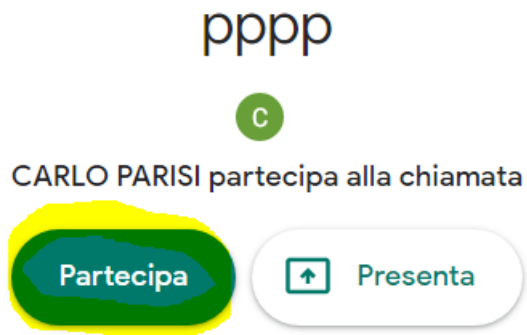 pppp
C
CARLO PARISI partecipa alla chiamata
Partecipa
Presenta